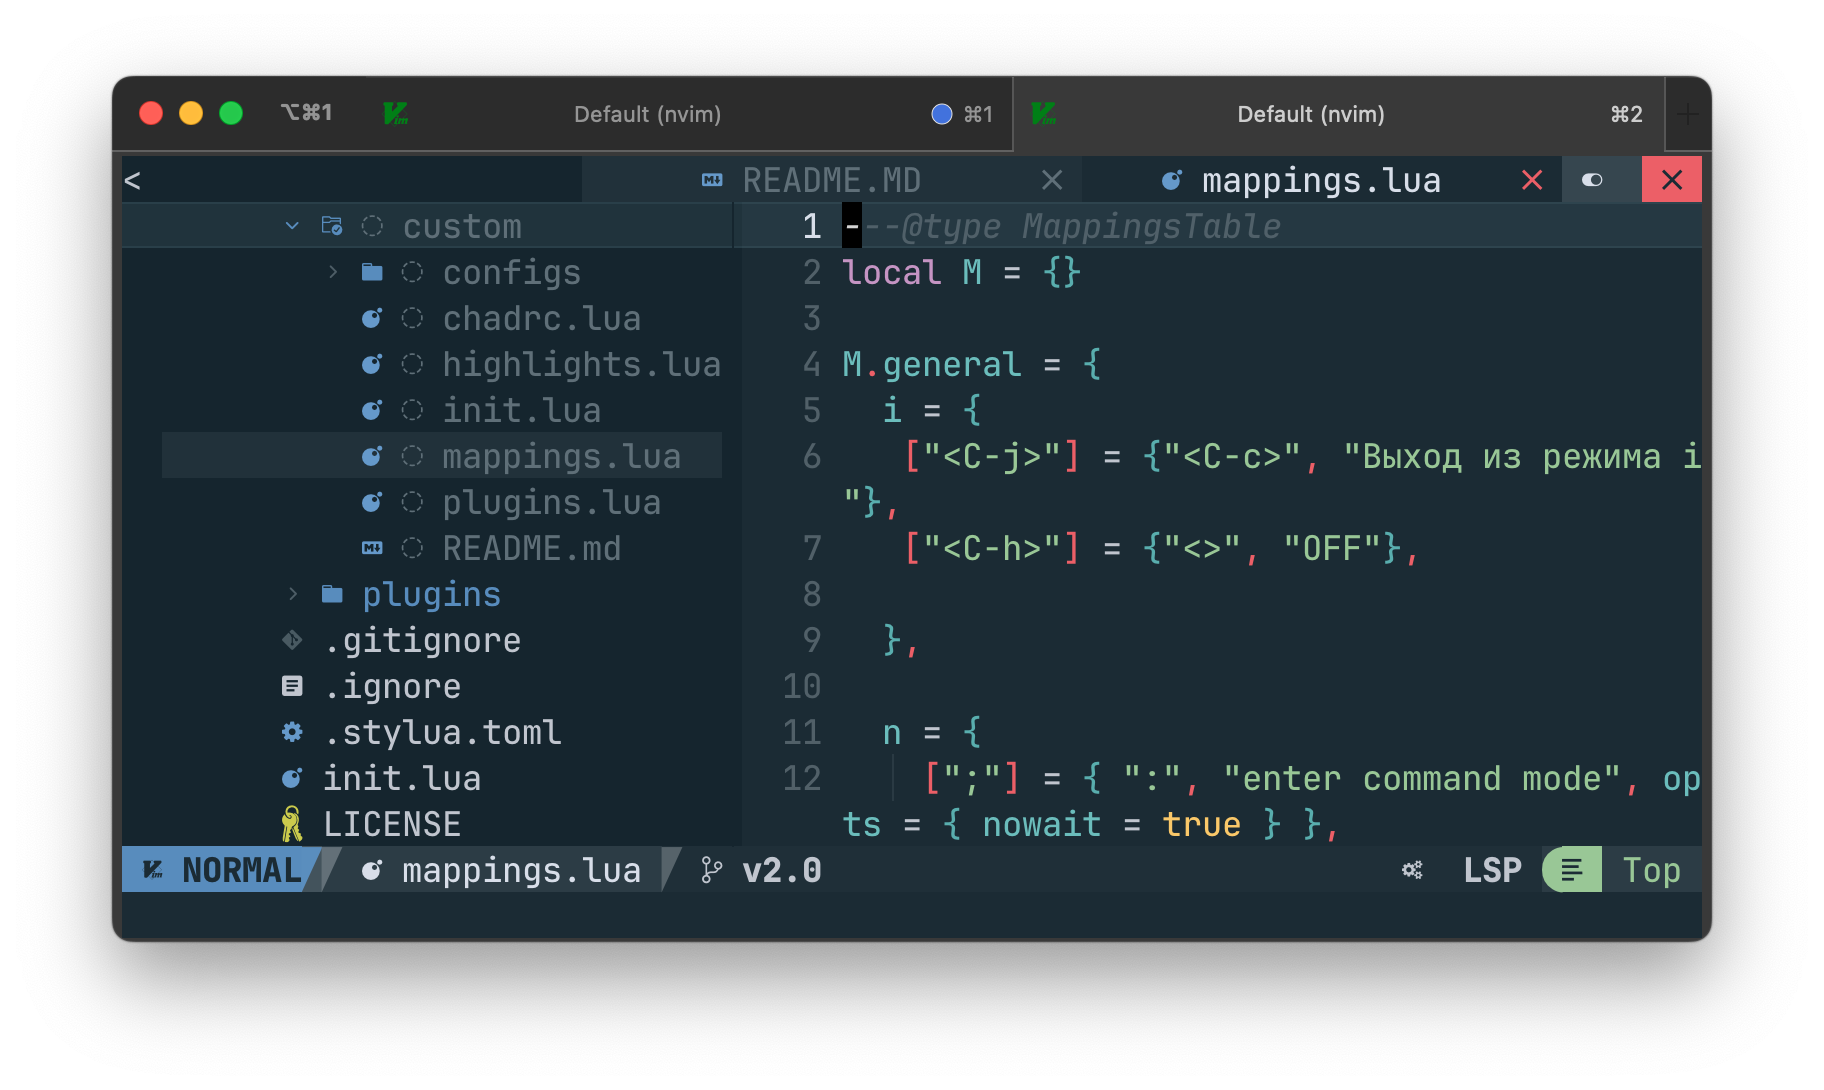 ⌥⌘1 Default (nvim) ⌘1 Default (nvim) ⌘2
< README.MD mappings.lua
custom
configs
chadrc.lua
highlights.lua
init.lua
mappings.lua
plugins.lua
README.md
plugins
.gitignore
.ignore
.stylua.toml
init.lua
LICENSE
1 ---@type MappingsTable
2 local M = {}
3
4 M.general = {
5 i = {
6 ["<C-j>"] = {"<C-c>", "Выход из режима i
"},
7 ["<C-h>"] = {"<>", "OFF"},
8
9 },
10
11 n = {
12 [";"] = { ":", "enter command mode", op
ts = { nowait = true } },
NORMAL mappings.lua v2.0 LSP Top